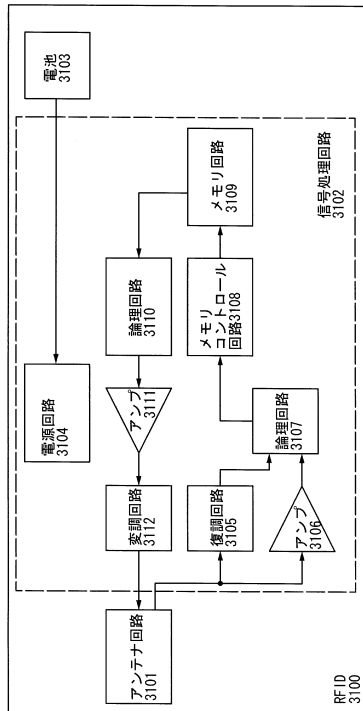 電池
3103
電源回路
3104
メモリ回路
3109
論理回路
3110
アンプ
3111
変調回路
3112
アンテナ回路
3101
復調回路
3105
アンプ
3106
論理回路
3107
メモリ
コントロール
回路3108
信号処理回路
3102
RFID
3100